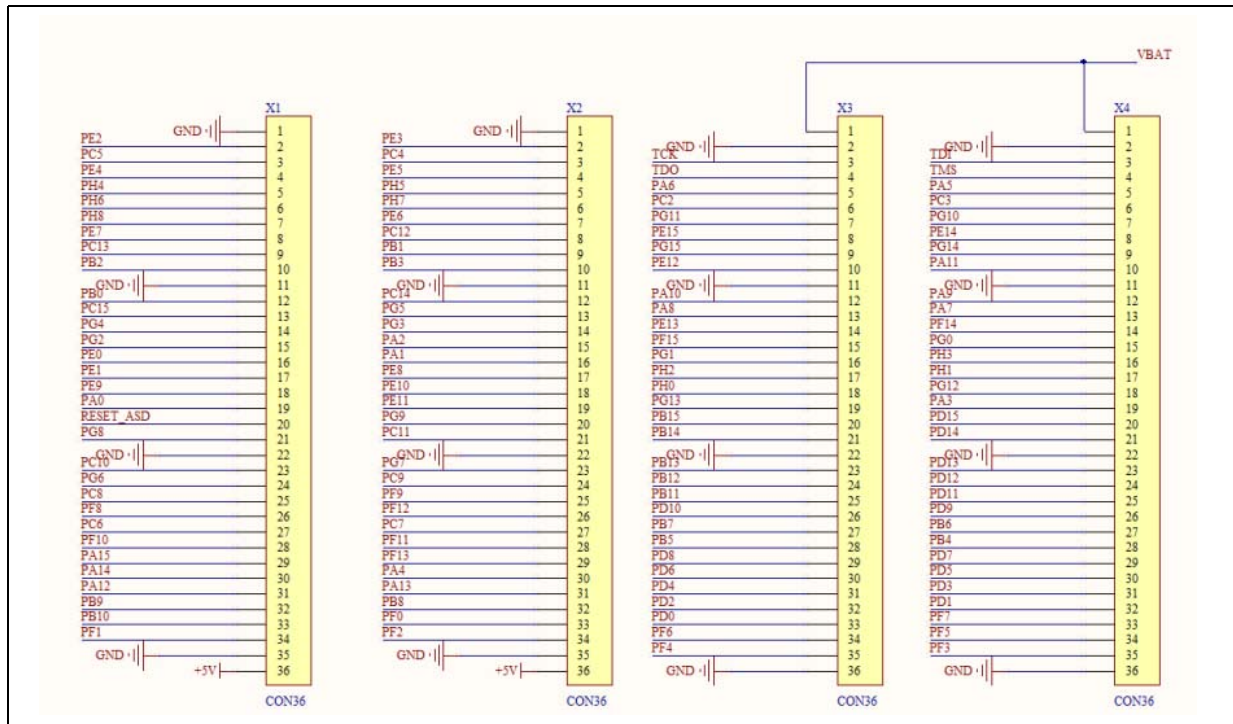 VBAT
X1
GND 1
PE2 2
PC5 3
PE4 4
PH4 5
PH6 6
PH8 7
PE7 8
PC13 9
PB2 10
GND 11
PB0 12
PC15 13
PG4 14
PG2 15
PE0 16
PE1 17
PE9 18
PA0 19
RESET_ASD 20
PG8 21
GND 22
PC10 23
PG6 24
PC8 25
PF8 26
PC6 27
PF10 28
PA15 29
PA14 30
PA12 31
PB9 32
PB10 33
PF1 34
GND 35
+5V 36
CON36
X2
GND 1
PE3 2
PC4 3
PE5 4
PH5 5
PH7 6
PE6 7
PC12 8
PB1 9
PB3 10
GND 11
PC14 12
PG5 13
PG3 14
PA2 15
PA1 16
PE8 17
PE10 18
PE11 19
PG9 20
PC11 21
GND 22
PG7 23
PC9 24
PF9 25
PF12 26
PC7 27
PF11 28
PF13 29
PA4 30
PA13 31
PB8 32
PF0 33
PF2 34
GND 35
+5V 36
CON36
X3
1
GND 2
TCK 3
TDO 4
PA6 5
PC2 6
PG11 7
PE15 8
PG15 9
PE12 10
GND 11
PA10 12
PA8 13
PE13 14
PF15 15
PG1 16
PH2 17
PH0 18
PG13 19
PB15 20
PB14 21
GND 22
PB13 23
PB12 24
PB11 25
PD10 26
PB7 27
PB5 28
PD8 29
PD6 30
PD4 31
PD2 32
PD0 33
PF6 34
PF4 35
GND 36
CON36
X4
1
GND 2
TDI 3
TMS 4
PA5 5
PC3 6
PG10 7
PE14 8
PG14 9
PA11 10
GND 11
PA9 12
PA7 13
PF14 14
PG0 15
PH3 16
PH1 17
PG12 18
PA3 19
PD15 20
PD14 21
GND 22
PD13 23
PD12 24
PD11 25
PD9 26
PB6 27
PB4 28
PD7 29
PD5 30
PD3 31
PD1 32
PF7 33
PF5 34
PF3 35
GND 36
CON36